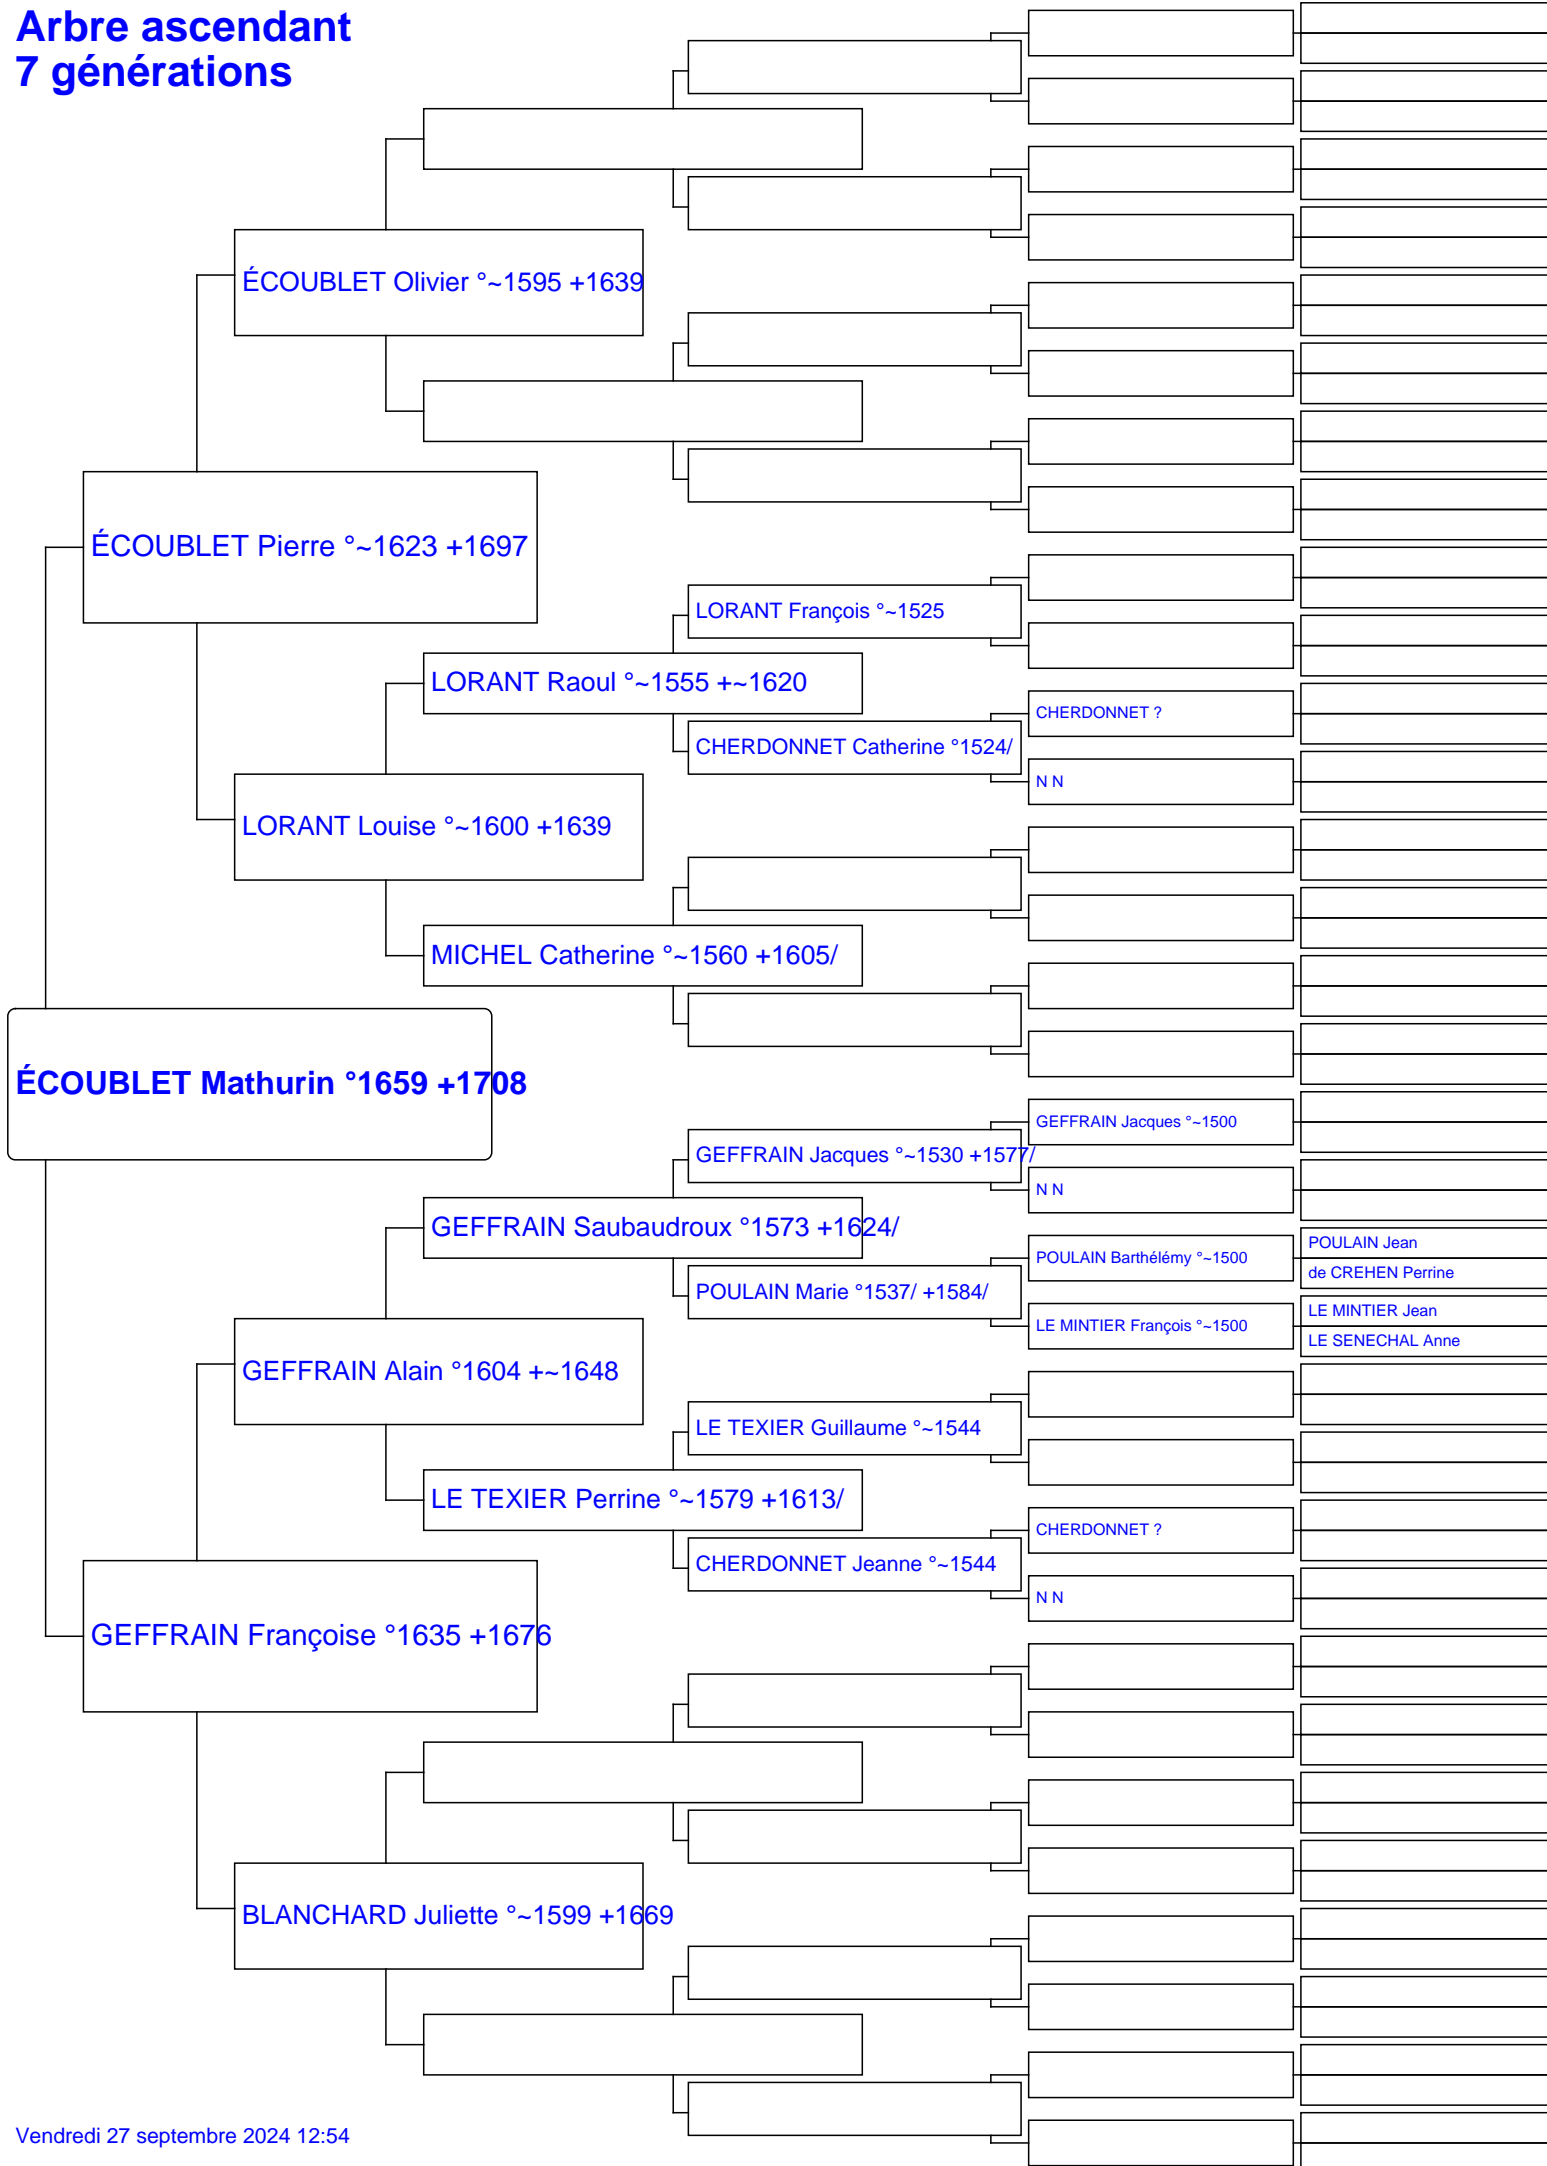 Arbre ascendant
7 générations
ÉCOUBLET Olivier °~1595 +1639
ÉCOUBLET Pierre °~1623 +1697
LORANT François °~1525
LORANT Raoul °~1555 +~1620
CHERDONNET ?
CHERDONNET Catherine °1524/
N N
LORANT Louise °~1600 +1639
MICHEL Catherine °~1560 +1605/
ÉCOUBLET Mathurin °1659 +1708
GEFFRAIN Jacques °~1500
GEFFRAIN Jacques °~1530 +1577/
N N
GEFFRAIN Saubaudroux °1573 +1624/
POULAIN Jean
POULAIN Barthélémy °~1500
de CREHEN Perrine
POULAIN Marie °1537/ +1584/
LE MINTIER Jean
LE MINTIER François °~1500
LE SENECHAL Anne
GEFFRAIN Alain °1604 +~1648
LE TEXIER Guillaume °~1544
LE TEXIER Perrine °~1579 +1613/
CHERDONNET ?
CHERDONNET Jeanne °~1544
N N
GEFFRAIN Françoise °1635 +1676
BLANCHARD Juliette °~1599 +1669
Vendredi 27 septembre 2024 12:54